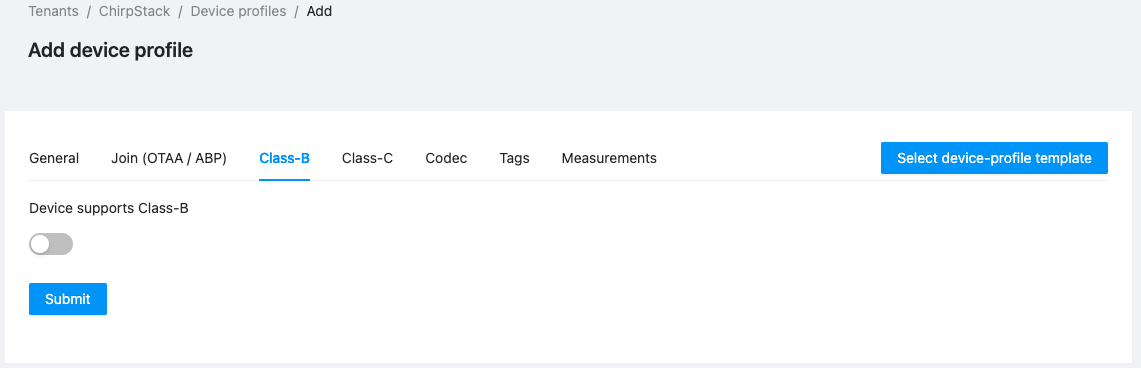 Tenants / ChirpStack / Device profiles / Add
Add device profile
General Join (OTAA / ABP) Class-B Class-C Codec Tags Measurements Select device-profile template
Device supports Class-B
Submit